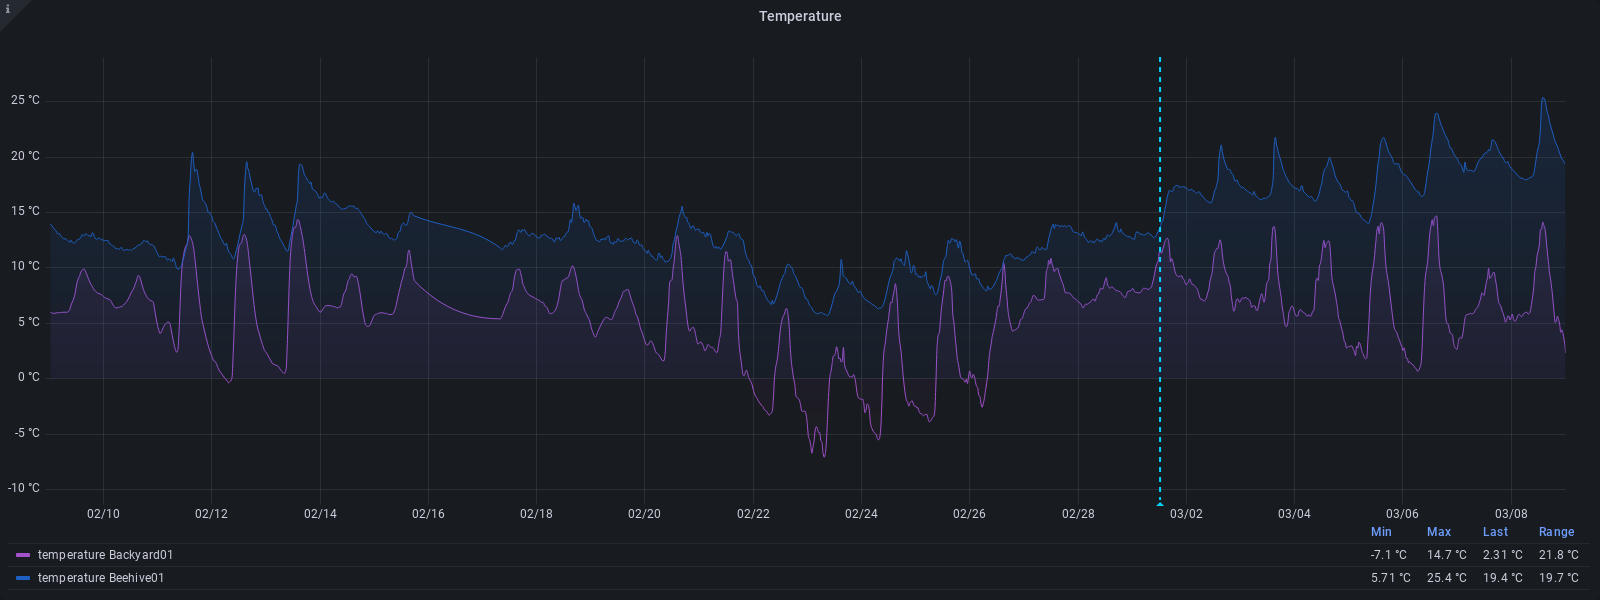 i
Temperature
25 °C
20 °C
15 °C
10 °C
5 °C
0 °C
-5 °C
-10 °C
02/10 02/12 02/14 02/16 02/18 02/20 02/22 02/24 02/26 02/28 03/02 03/04 03/06 03/08
Min Max Last Range
temperature Backyard01 -7.1 °C 14.7 °C 2.31 °C 21.8 °C
temperature Beehive01 5.71 °C 25.4 °C 19.4 °C 19.7 °C